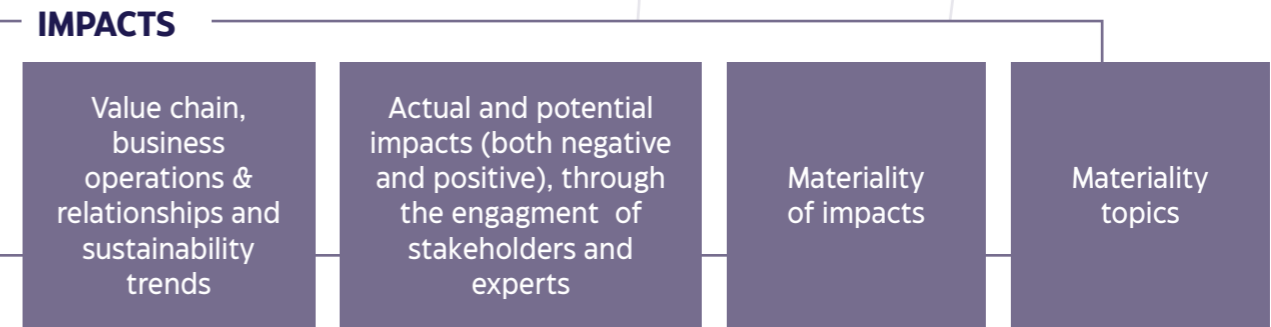 IMPACTS
Value chain,
business
operations &
relationships and
sustainability
trends
Actual and potential
impacts (both negative
and positive), through
the engagment  of
stakeholders and
experts
Materiality
of impacts
Materiality
topics